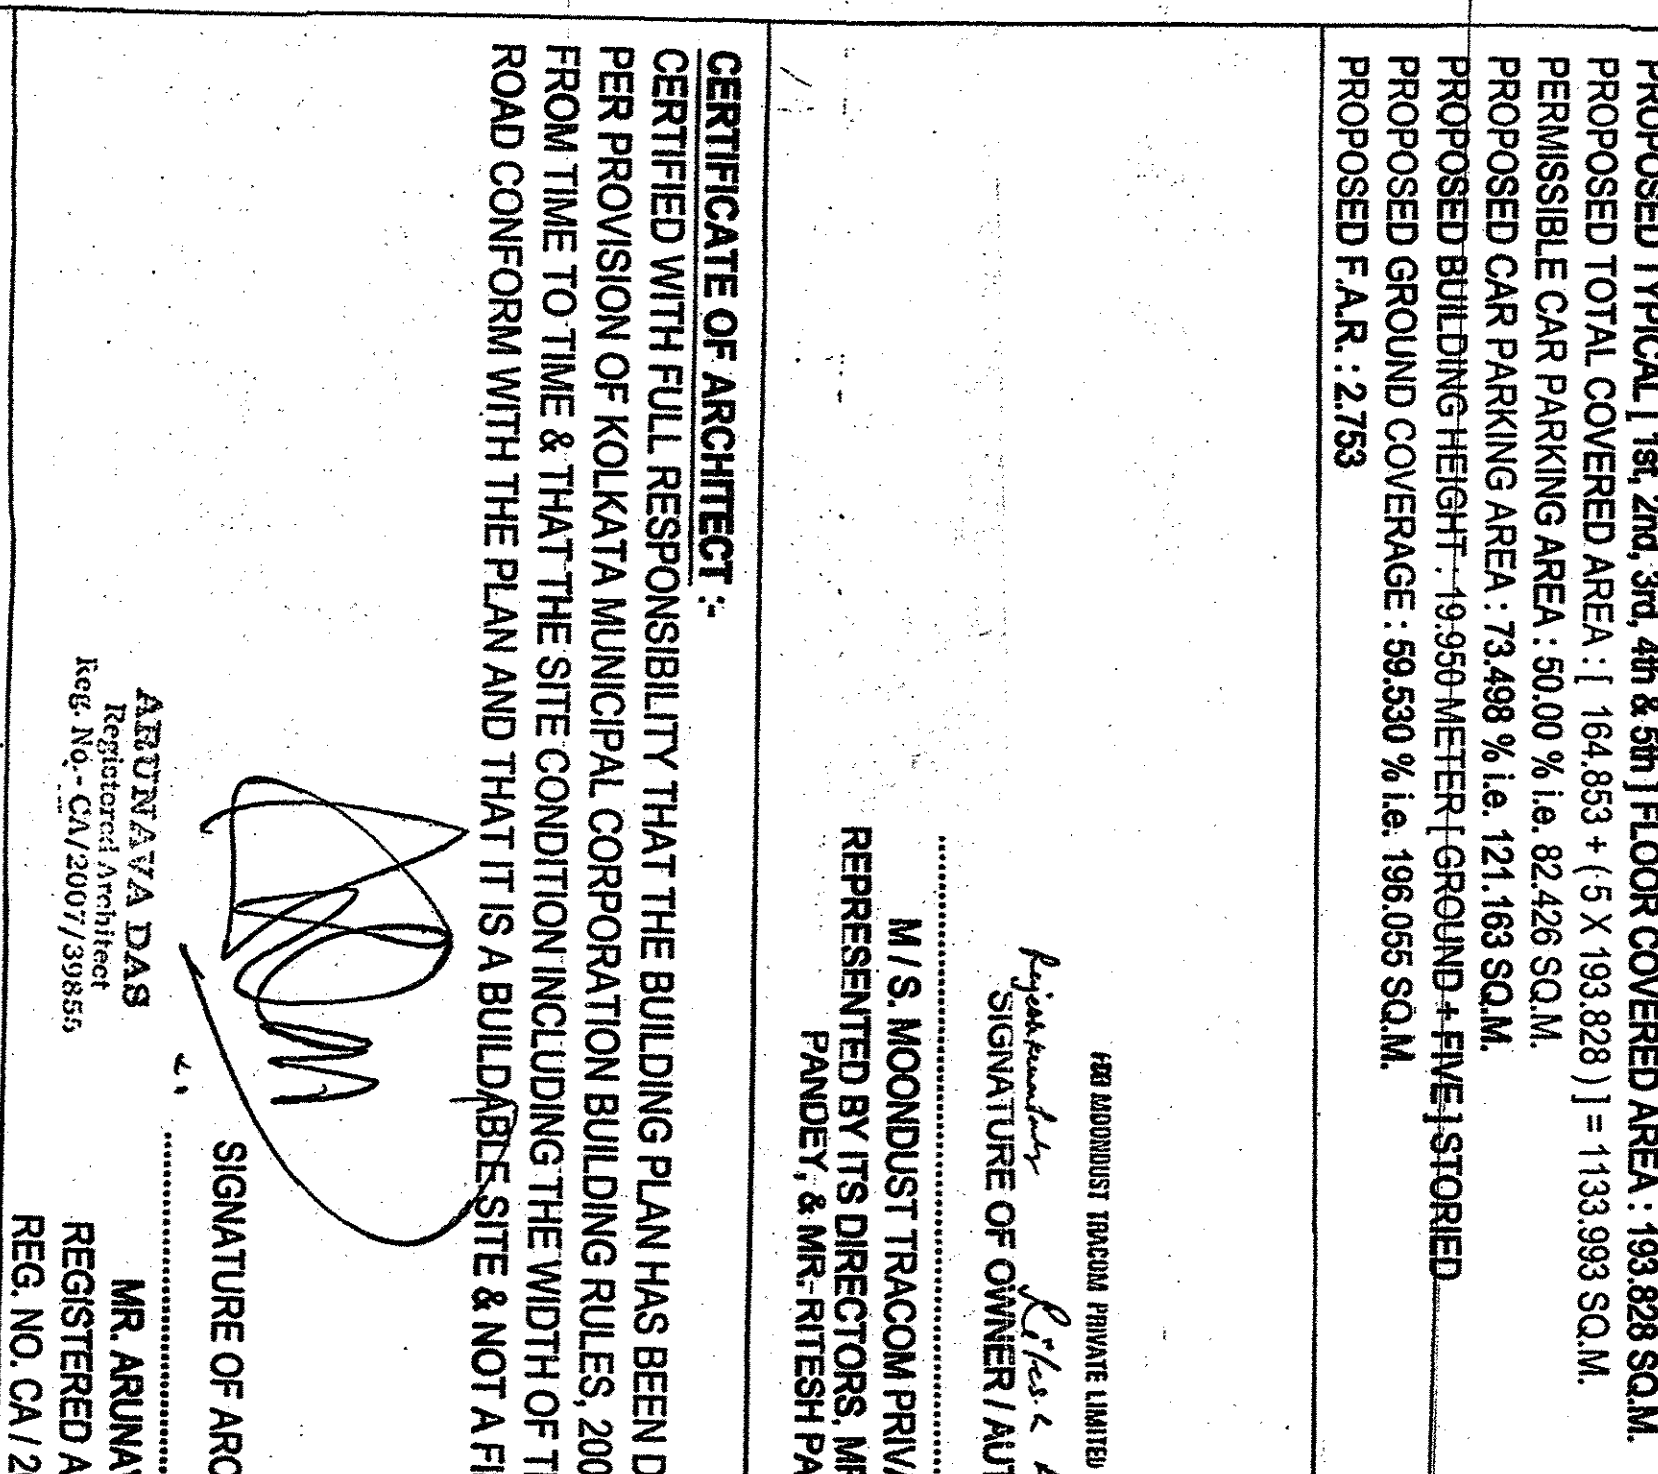 PROPOSED TYPICAL [ 1st, 2nd, 3rd, 4th & 5th ] FLOOR COVERED AREA : 193.828 SQ.M.
PROPOSED TOTAL COVERED AREA : [ 164.853 + ( 5 X 193.828 ) ] = 1133.993 SQ.M.
PERMISSIBLE CAR PARKING AREA : 50.00 % i.e. 82.426 SQ.M.
PROPOSED CAR PARKING AREA : 73.498 % i.e. 121.163 SQ.M.
PROPOSED BUILDING HEIGHT : 19.950 METER [ GROUND + FIVE ] STORIED
PROPOSED GROUND COVERAGE : 59.530 % i.e. 196.055 SQ.M.
PROPOSED F.A.R. : 2.753
MOONDUST TRACOM PRIVATE LIMITED
Ritesh
SIGNATURE OF OWNER / AUT
M / S. MOONDUST TRACOM PRIVA
REPRESENTED BY ITS DIRECTORS, MR
PANDEY, & MR. RITESH PA
CERTIFICATE OF ARCHITECT :-
CERTIFIED WITH FULL RESPONSIBILITY THAT THE BUILDING PLAN HAS BEEN D
PER PROVISION OF KOLKATA MUNICIPAL CORPORATION BUILDING RULES, 200
FROM TIME TO TIME & THAT THE SITE CONDITION INCLUDING THE WIDTH OF T
ROAD CONFORM WITH THE PLAN AND THAT IT IS A BUILDABLE SITE & NOT A FI
SIGNATURE OF ARC
ARUNAVA DAS
Registered Architect
Reg. No.- CA/2007/39855
MR. ARUNAV
REGISTERED A
REG. NO. CA / 2